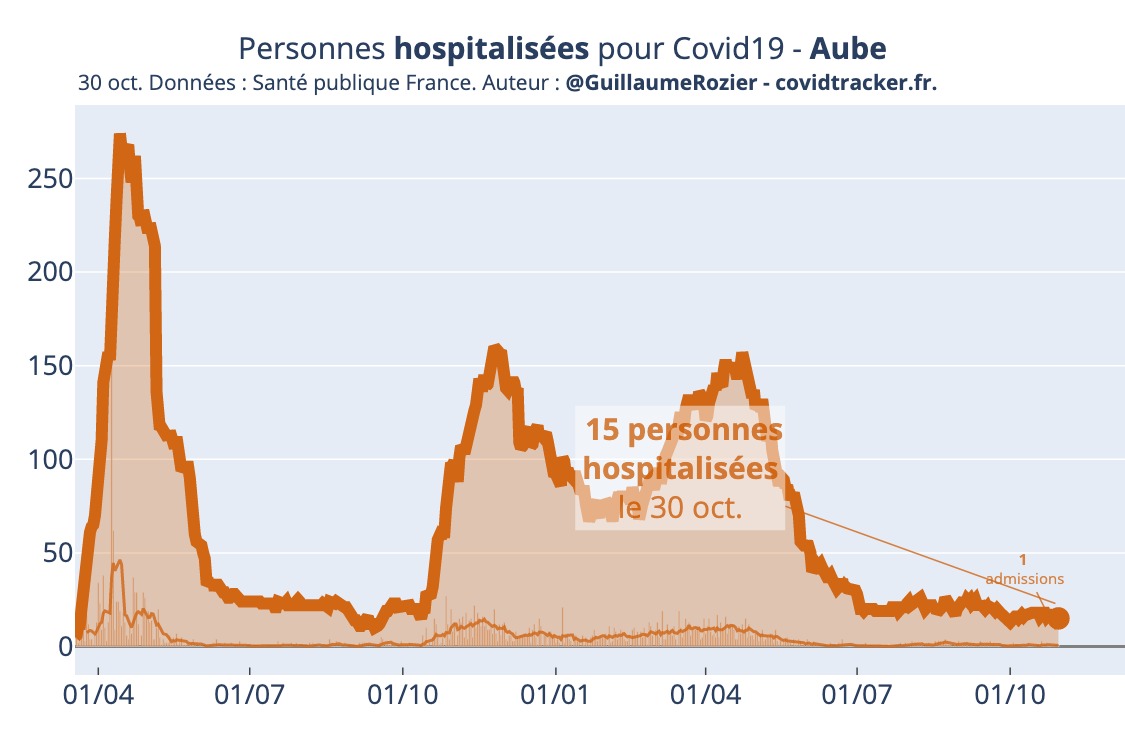 Personnes hospitalisées pour Covid19 - Aube
30 oct. Données : Santé publique France. Auteur : @GuillaumeRozier - covidtracker.fr.
250
200
150
100
50
0
15 personnes
hospitalisées
le 30 oct.
1
admissions
01/04 01/07 01/10 01/01 01/04 01/07 01/10